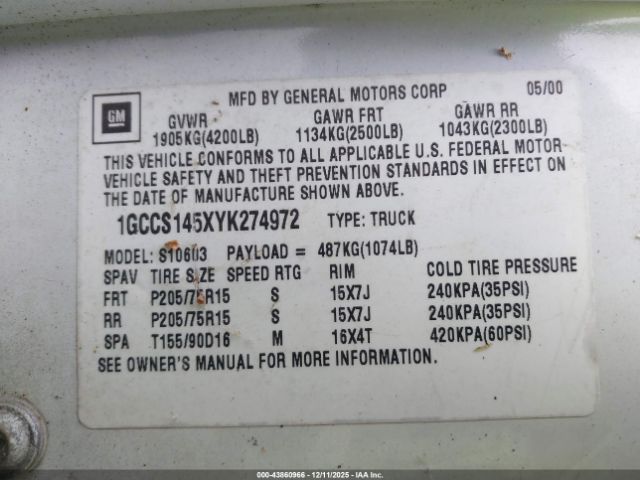 GM
MFD BY GENERAL MOTORS CORP 05/00
GVWR GAWR FRT GAWR RR
1905KG(4200LB) 1134KG(2500LB) 1043KG(2300LB)
THIS VEHICLE CONFORMS TO ALL APPLICABLE U.S. FEDERAL MOTOR
VEHICLE SAFETY AND THEFT PREVENTION STANDARDS IN EFFECT ON
THE DATE OF MANUFACTURE SHOWN ABOVE.
1GCCS145XYK274972 TYPE: TRUCK
MODEL: S10603 PAYLOAD = 487KG(1074LB)
SPAV TIRE SIZE SPEED RTG RIM COLD TIRE PRESSURE
FRT P205/75R15 S 15X7J 240KPA(35PSI)
RR P205/75R15 S 15X7J 240KPA(35PSI)
SPA T155/90D16 M 16X4T 420KPA(60PSI)
SEE OWNER'S MANUAL FOR MORE INFORMATION.
000-43860966 - 12/11/2025 - IAA Inc.